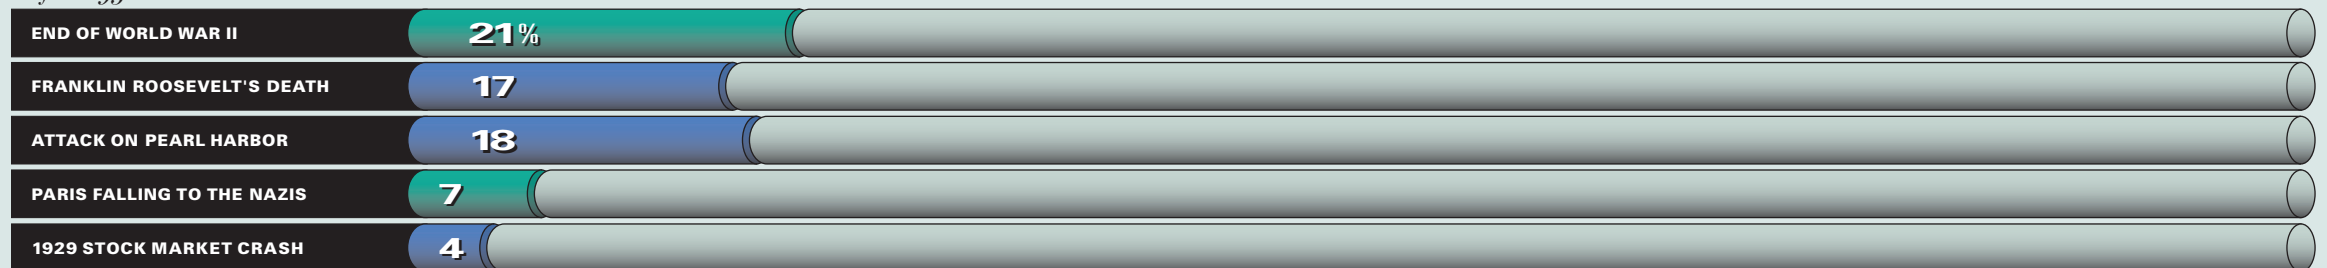 END OF WORLD WAR II 21%
FRANKLIN ROOSEVELT'S DEATH 17
ATTACK ON PEARL HARBOR 18
PARIS FALLING TO THE NAZIS 7
1929 STOCK MARKET CRASH 4